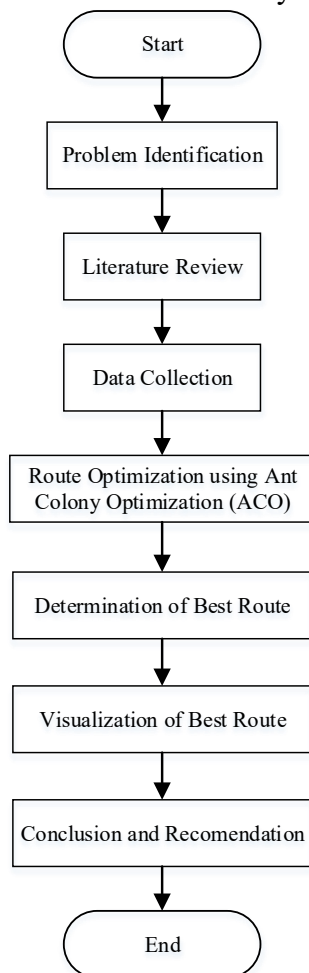 Start
Problem Identification
Literature Review
Data Collection
Route Optimization using Ant
Colony Optimization (ACO)
Determination of Best Route
Visualization of Best Route
Conclusion and Recomendation
End